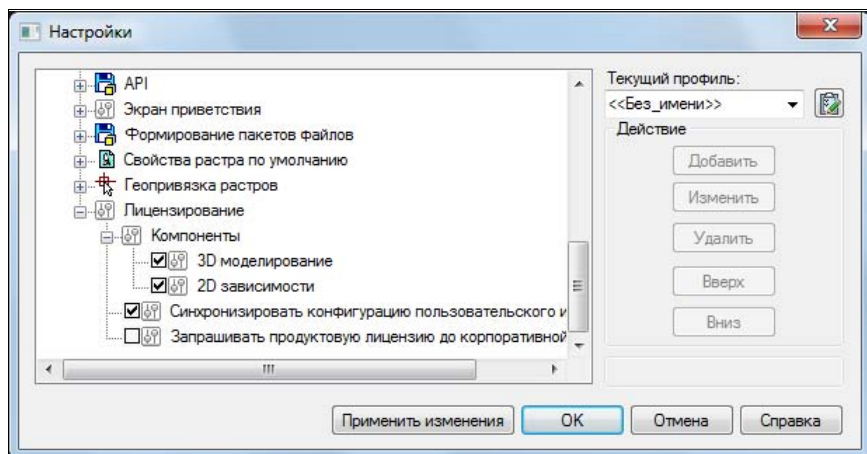 Настройки
API
Экран приветствия
Формирование пакетов файлов
Свойства растра по умолчанию
Геопривязка растров
Лицензирование
Компоненты
3D моделирование
2D зависимости
Синхронизировать конфигурацию пользовательского и
Запрашивать продуктовую лицензию до корпоративной
Текущий профиль:
<<Без_имени>>
Действие
Добавить
Изменить
Удалить
Вверх
Вниз
Применить изменения
OK
Отмена
Справка